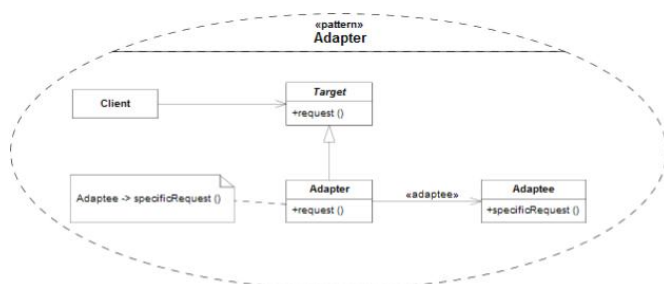 «pattern»
Adapter
Target
Client
+request ()
Adaptee -> specificRequest ()
Adapter
«adaptee»
Adaptee
+request ()
+specificRequest ()